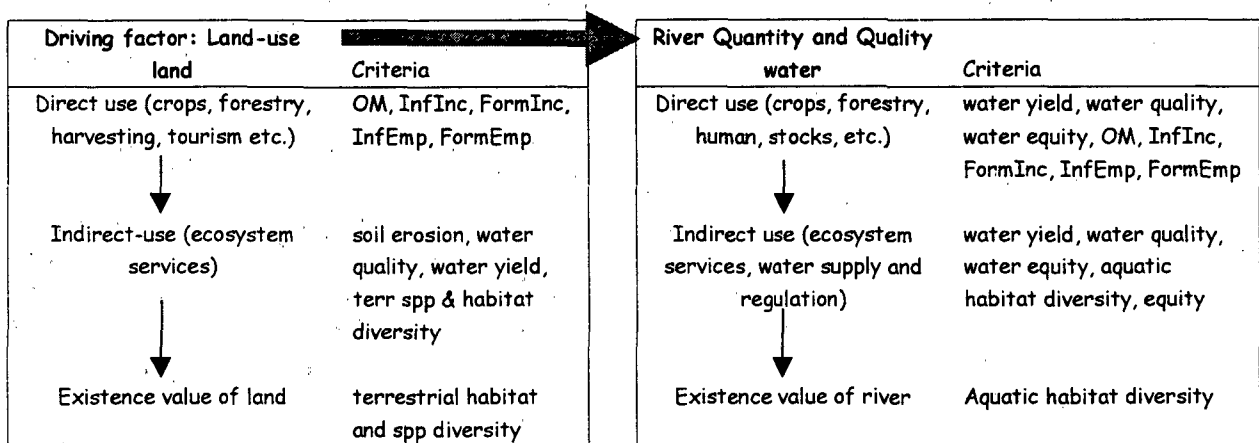 Driving factor: Land-use
land
Criteria
Direct use (crops, forestry,
harvesting, tourism etc.)
OM, InfInc, FormInc,
InfEmp, FormEmp
Indirect-use (ecosystem
services)
soil erosion, water
quality, water yield,
terr spp & habitat
diversity
Existence value of land
terrestrial habitat
and spp diversity
River Quantity and Quality
water
Criteria
Direct use (crops, forestry,
human, stocks, etc.)
water yield, water quality,
water equity, OM, InfInc,
FormInc, InfEmp, FormEmp
Indirect use (ecosystem
services, water supply and
regulation)
water yield, water quality,
water equity, aquatic
habitat diversity, equity
Existence value of river
Aquatic habitat diversity